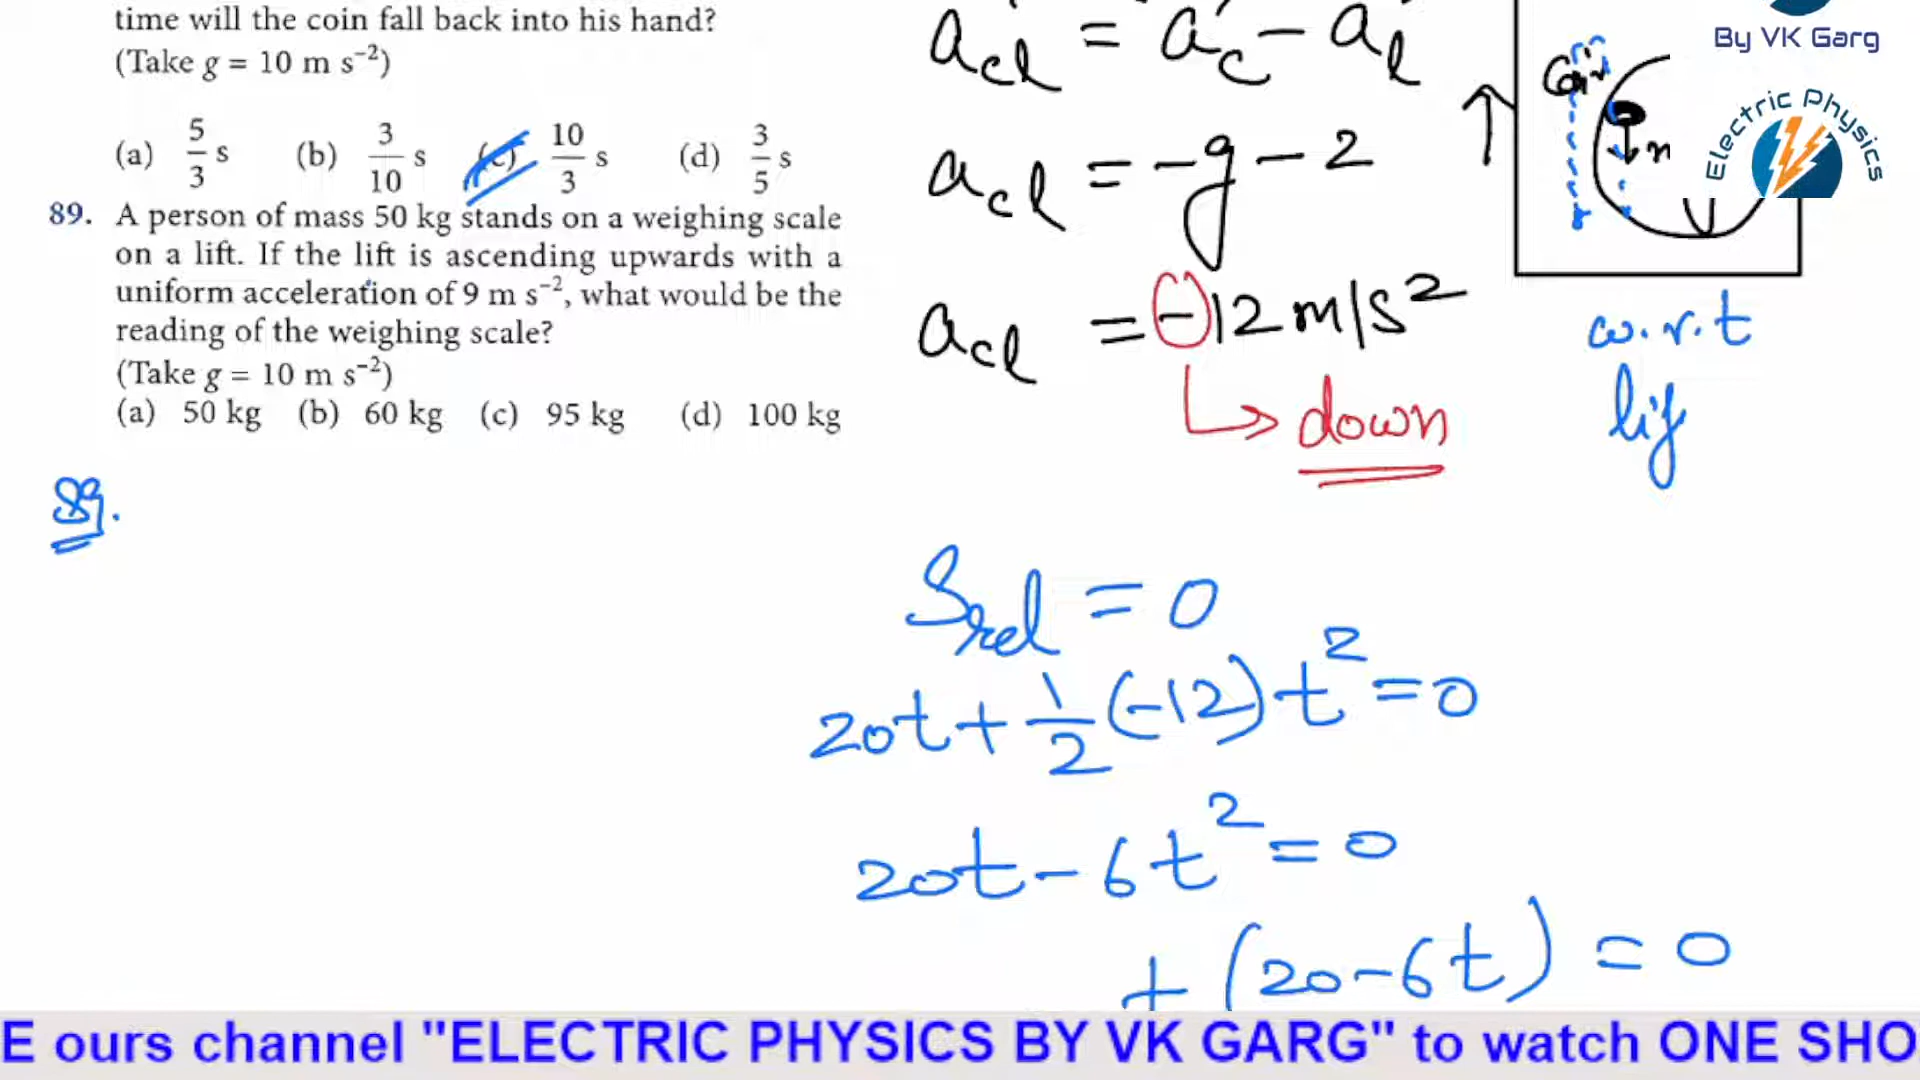 time will the coin fall back into his hand?
(Take g = 10 m s⁻²)
(a) 5/3 s (b) 3/10 s (c) 10/3 s (d) 3/5 s
89. A person of mass 50 kg stands on a weighing scale
on a lift. If the lift is ascending upwards with a
uniform acceleration of 9 m s⁻², what would be the
reading of the weighing scale?
(Take g = 10 m s⁻²)
(a) 50 kg (b) 60 kg (c) 95 kg (d) 100 kg
89.
a_cl = a_c - a_l
a_cl = -g - 2
a_cl = -12 m/s²
down
S_rel = 0
20t + 1/2 (-12) t² = 0
20t - 6t² = 0
t (20 - 6t) = 0
Coin
w.r.t
lif
By VK Garg
Electric Physics
E ours channel "ELECTRIC PHYSICS BY VK GARG" to watch ONE SHO